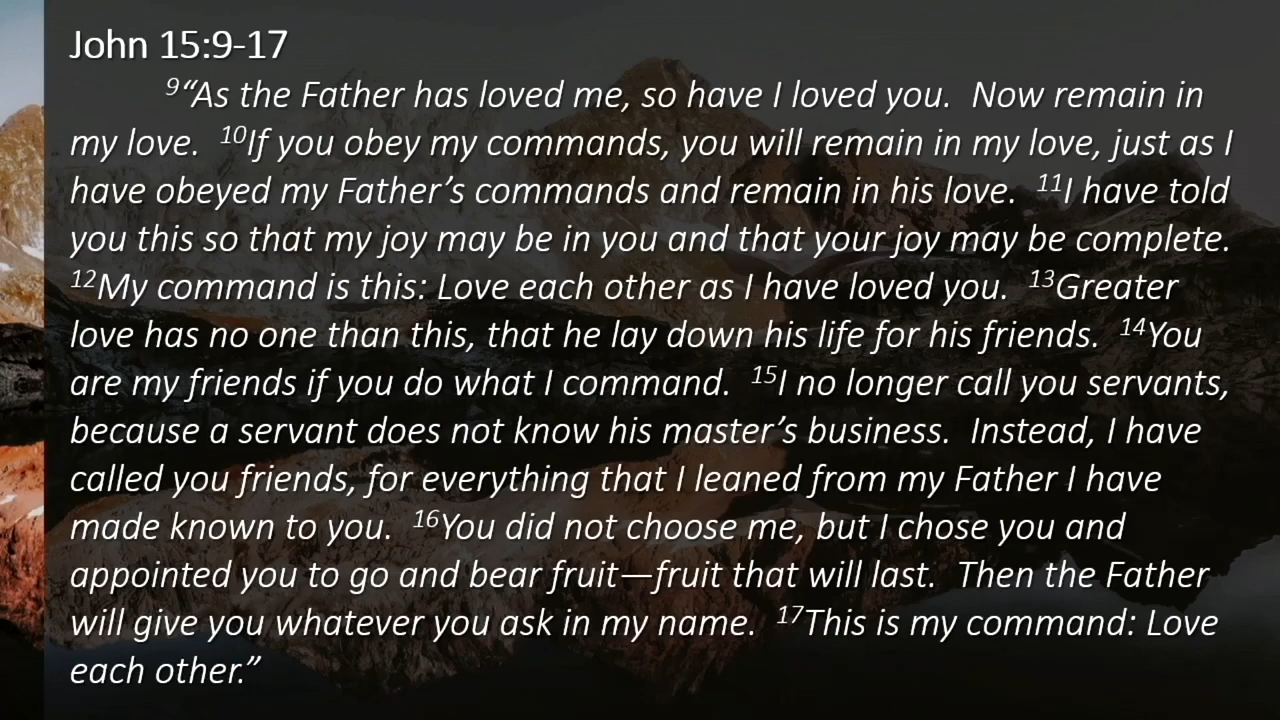 John 15:9-17
⁹“As the Father has loved me, so have I loved you.  Now remain in
my love.  ¹⁰If you obey my commands, you will remain in my love, just as I
have obeyed my Father’s commands and remain in his love.  ¹¹I have told
you this so that my joy may be in you and that your joy may be complete.
¹²My command is this: Love each other as I have loved you.  ¹³Greater
love has no one than this, that he lay down his life for his friends.  ¹⁴You
are my friends if you do what I command.  ¹⁵I no longer call you servants,
because a servant does not know his master’s business.  Instead, I have
called you friends, for everything that I leaned from my Father I have
made known to you.  ¹⁶You did not choose me, but I chose you and
appointed you to go and bear fruit—fruit that will last.  Then the Father
will give you whatever you ask in my name.  ¹⁷This is my command: Love
each other.”